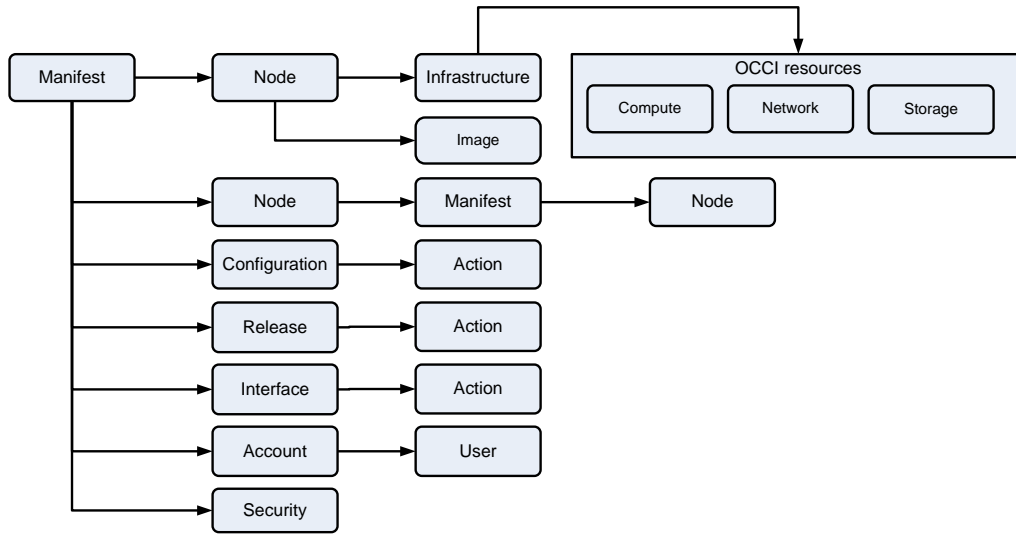 Manifest
Node
Infrastructure
OCCI resources
Compute
Network
Storage
Image
Node
Manifest
Node
Configuration
Action
Release
Action
Interface
Action
Account
User
Security